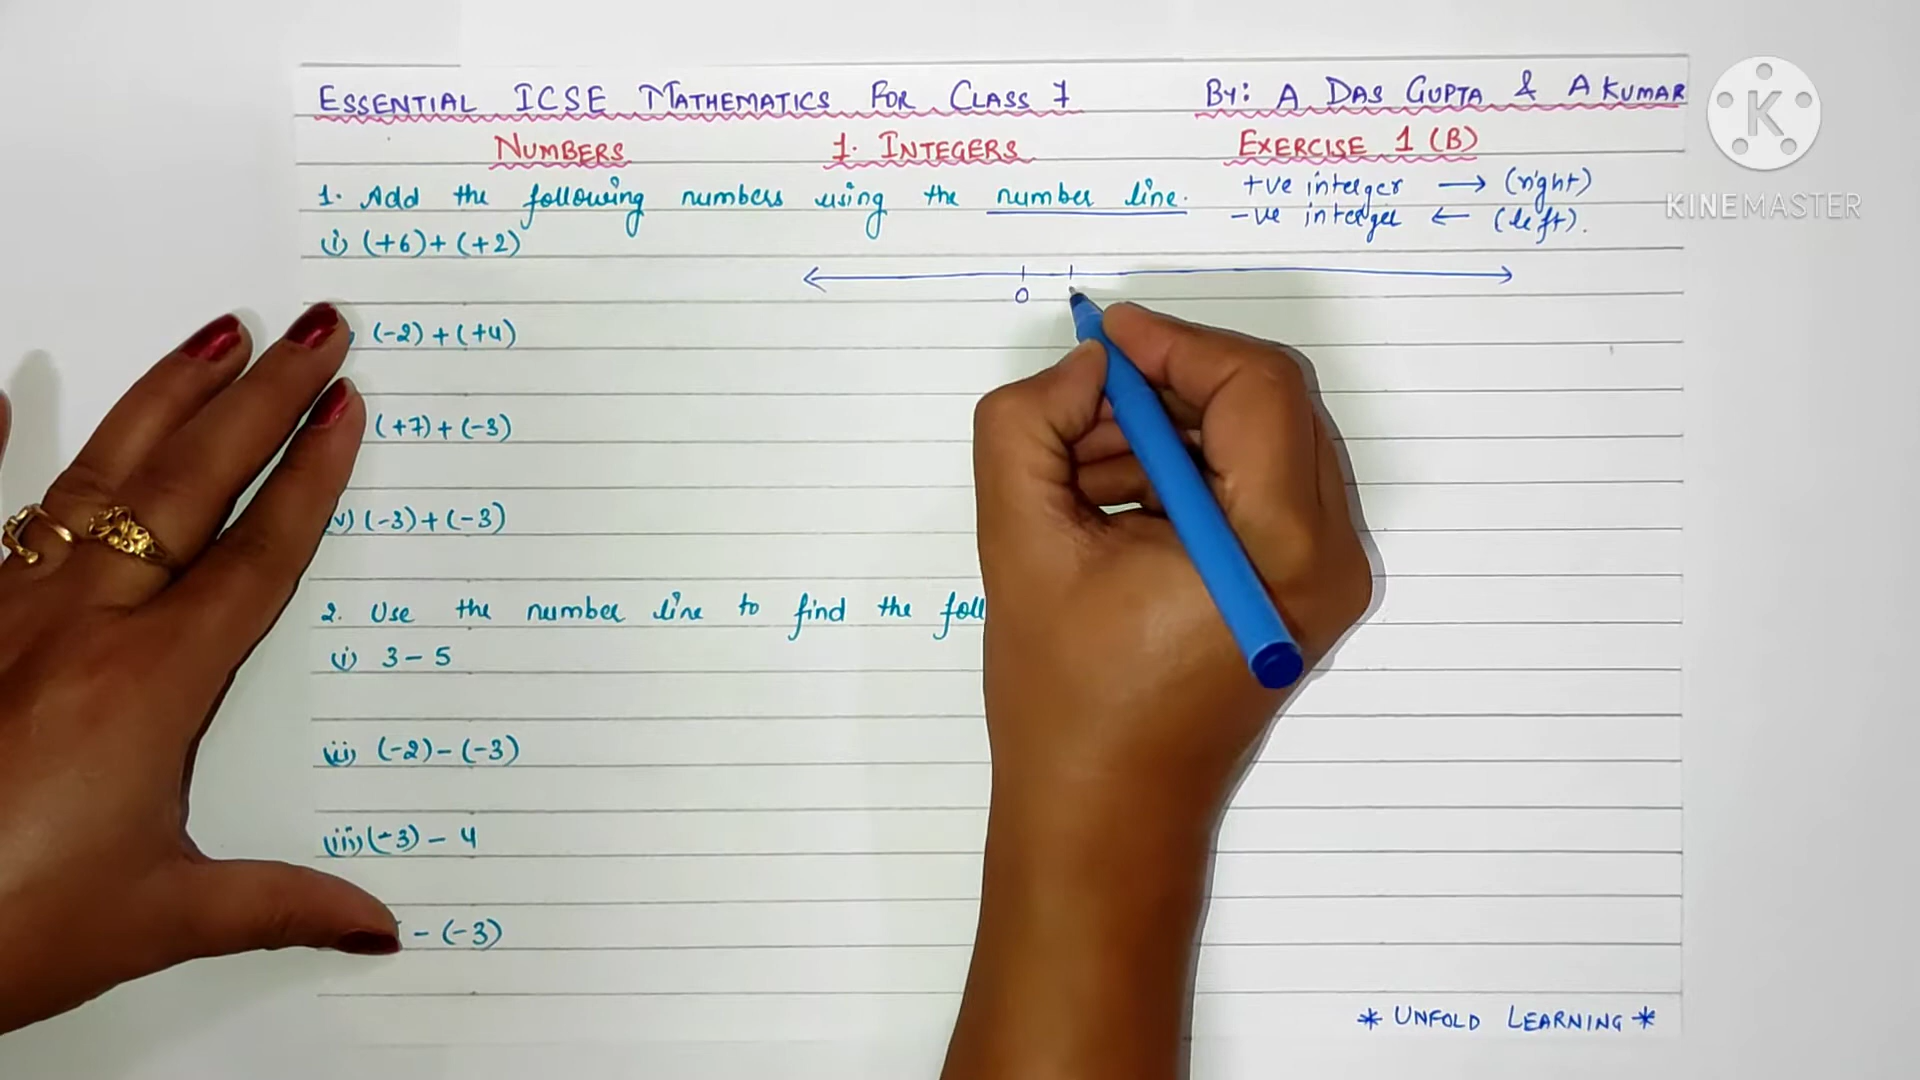 ESSENTIAL ICSE MATHEMATICS FOR CLASS 7 BY: A DAS GUPTA & A KUMAR
NUMBERS 1. INTEGERS EXERCISE 1 (B)
1. Add the following numbers using the number line.
+ve inteeger → (right)
-ve integer ← (left).
(i) (+6)+(+2)
0
(-2)+(+4)
(+7)+(-3)
v) (-3)+(-3)
2. Use the number line to find the foll
(i) 3-5
(ii) (-2)-(-3)
(iii) (-3)-4
-(-3)
* UNFOLD LEARNING *
K
KINEMASTER